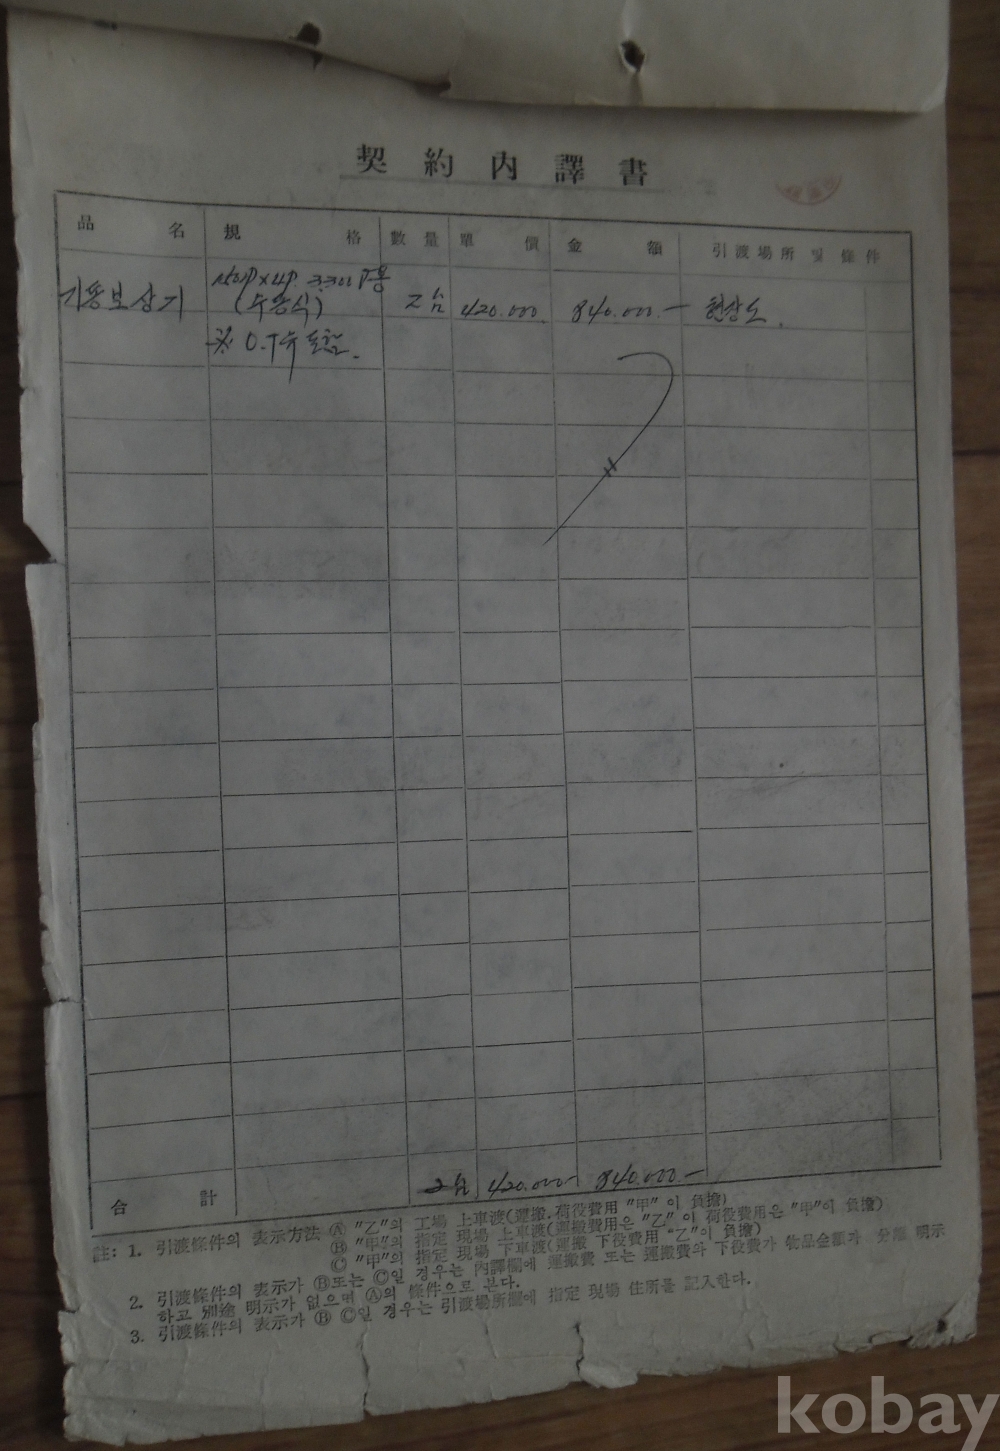 契約內譯書
品名 規格 數量 單價 金額 引渡場所 및 條件
기동보상기 2台 420.000. 840.000.— 현장도.
(수동식)
※ O.T유 포함.
合計 2台 420.000— 840.000.—
註: 1. 引渡條件의 表示方法 Ⓐ "乙"의 工場 上車渡(運搬.荷役費用 "甲"이 負擔)
Ⓑ "甲"의 指定 現場 上車渡(運搬費用은 "乙"이 荷役費用은 "甲"이 負擔)
Ⓒ "甲"의 指定 現場 下車渡(運搬 下役費用 "乙"이 負擔)
2. 引渡條件의 表示가 Ⓑ또는 Ⓒ일 경우는 內譯欄에 運搬費 또는 運搬費와 下役費가 物品金額과 分離 明示
하고 別途 明示가 없으면 Ⓐ의 條件으로 본다.
3. 引渡條件의 表示가 Ⓑ Ⓒ일 경우는 引渡場所欄에 指定 現場 住所를 記入한다.
kobay